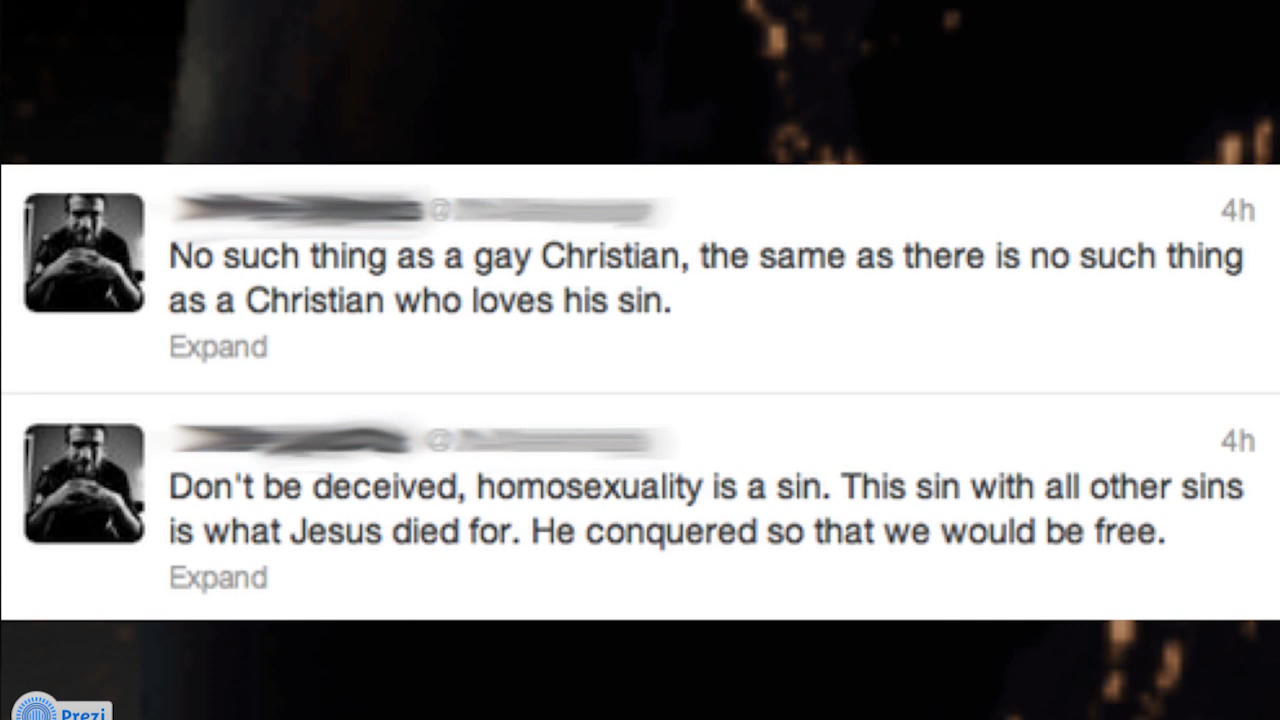 @ 4h
No such thing as a gay Christian, the same as there is no such thing
as a Christian who loves his sin.
Expand
@ 4h
Don't be deceived, homosexuality is a sin. This sin with all other sins
is what Jesus died for. He conquered so that we would be free.
Expand
Prezi